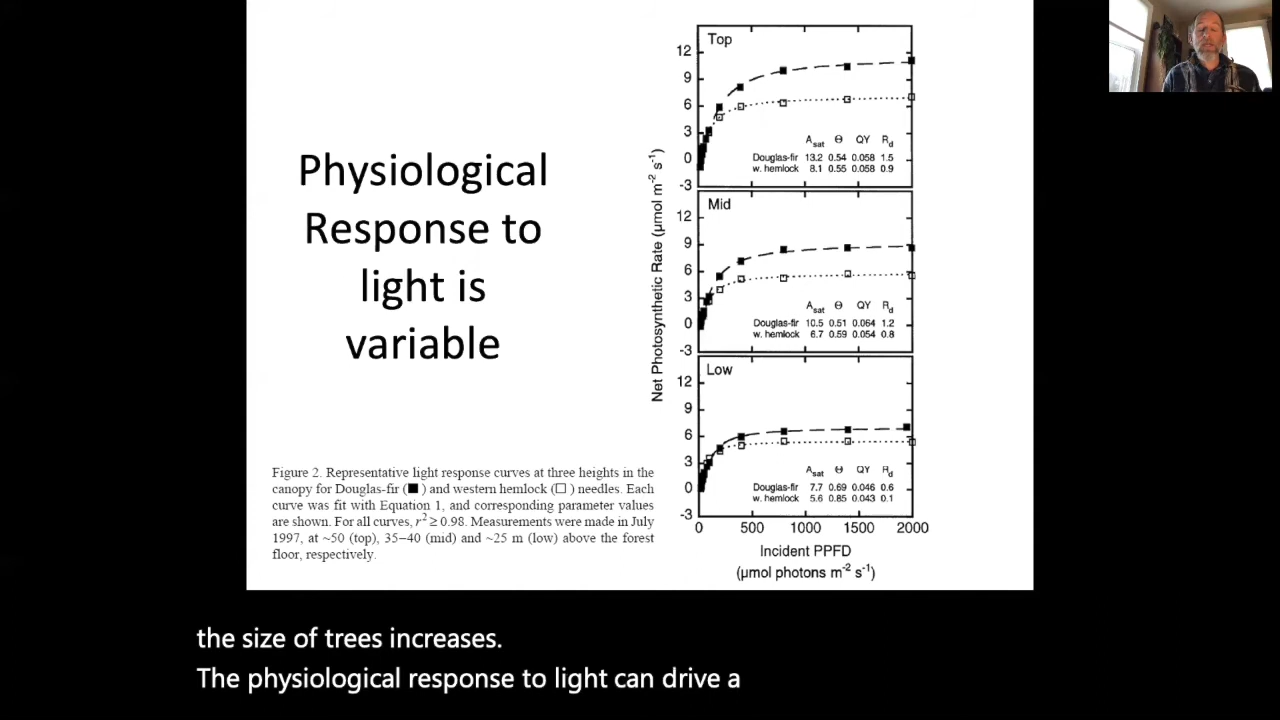 Physiological
Response to
light is
variable
Figure 2. Representative light response curves at three heights in the
canopy for Douglas-fir (■) and western hemlock (□) needles. Each
curve was fit with Equation 1, and corresponding parameter values
are shown. For all curves, r² ≥ 0.98. Measurements were made in July
1997, at ~50 (top), 35–40 (mid) and ~25 m (low) above the forest
floor, respectively.
Net Photosynthetic Rate (μmol m⁻² s⁻¹)
Top
12
9
6
3
0
-3
Asat Θ QY Rd
Douglas-fir 13.2 0.54 0.058 1.5
w. hemlock 8.1 0.55 0.058 0.9
Mid
12
9
6
3
0
-3
Asat Θ QY Rd
Douglas-fir 10.5 0.51 0.064 1.2
w. hemlock 6.7 0.59 0.054 0.8
Low
12
9
6
3
0
-3
Asat Θ QY Rd
Douglas-fir 7.7 0.69 0.046 0.6
w. hemlock 5.6 0.85 0.043 0.1
0 500 1000 1500 2000
Incident PPFD
(μmol photons m⁻² s⁻¹)
the size of trees increases.
The physiological response to light can drive a